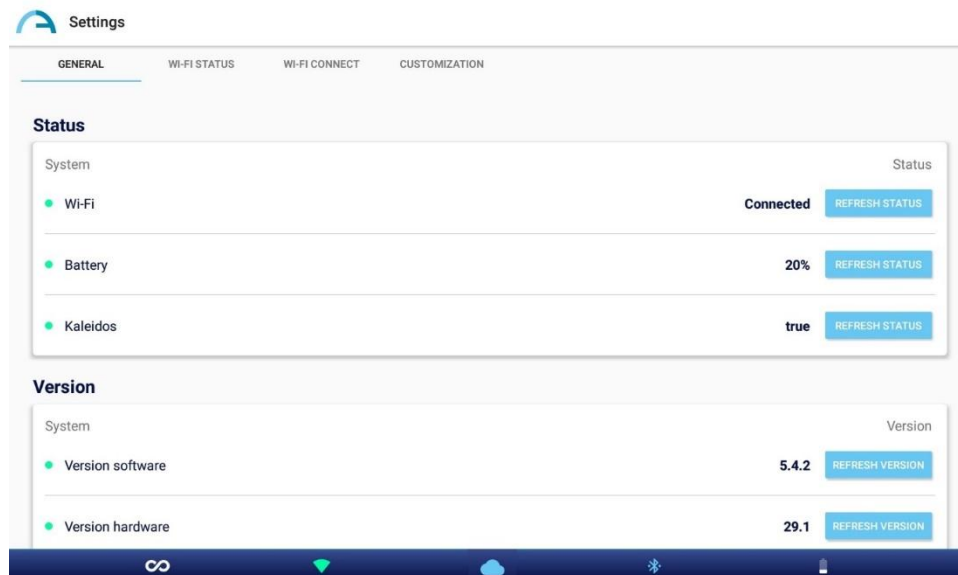 Settings
GENERAL WI-FI STATUS WI-FI CONNECT CUSTOMIZATION
Status
System Status
Wi-Fi Connected REFRESH STATUS
Battery 20% REFRESH STATUS
Kaleidos true REFRESH STATUS
Version
System Version
Version software 5.4.2 REFRESH VERSION
Version hardware 29.1 REFRESH VERSION